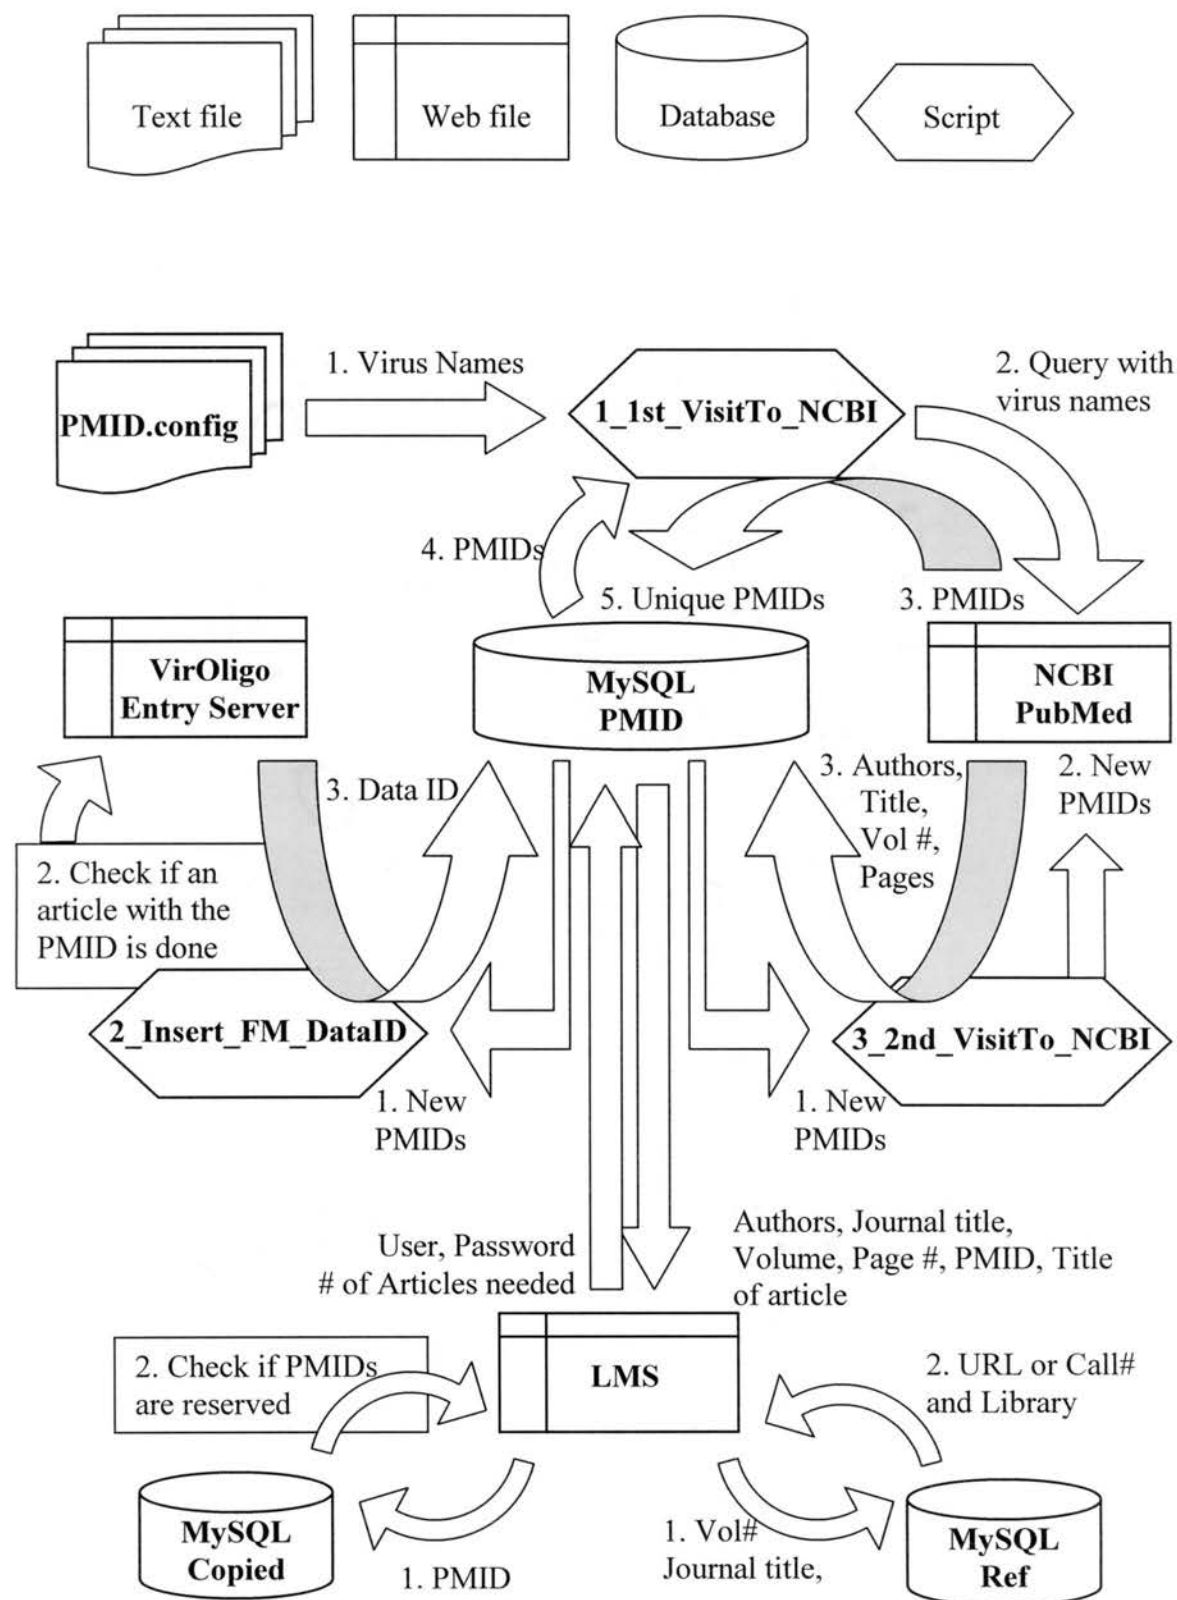 Text file
Web file
Database
Script
1. Virus Names
PMID.config
1_1st_VisitTo_NCBI
2. Query with
virus names
4. PMIDs
5. Unique PMIDs
3. PMIDs
VirOligo
Entry Server
MySQL
PMID
NCBI
PubMed
3. Data ID
3. Authors,
Title,
Vol #,
Pages
2. New
PMIDs
2. Check if an
article with the
PMID is done
2_Insert_FM_DataID
3_2nd_VisitTo_NCBI
1. New
PMIDs
1. New
PMIDs
User, Password
# of Articles needed
Authors, Journal title,
Volume, Page #, PMID, Title
of article
2. Check if PMIDs
are reserved
LMS
2. URL or Call#
and Library
MySQL
Copied
1. PMID
1. Vol#
Journal title,
MySQL
Ref